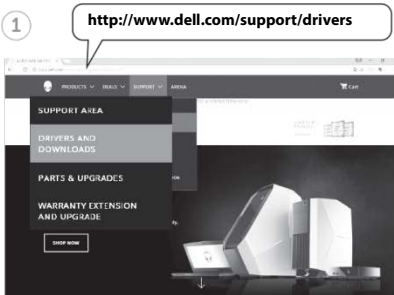 1
http://www.dell.com/support/drivers
PRODUCTS DEALS SUPPORT ARENA Cart
SUPPORT AREA
DRIVERS AND
DOWNLOADS
PARTS & UPGRADES
WARRANTY EXTENSION
AND UPGRADE
SHOP NOW